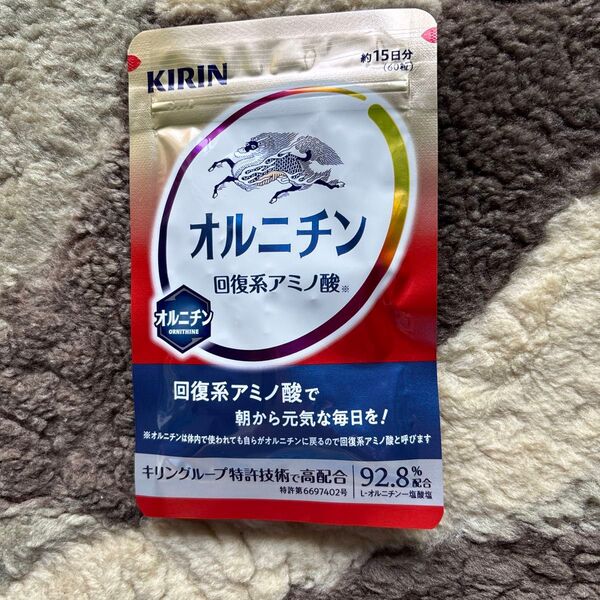 KIRIN
約15日分
(60粒)
オルニチン
回復系アミノ酸※
オルニチン
ORNITHINE
回復系アミノ酸で
朝から元気な毎日を!
※オルニチンは体内で使われても自らがオルニチンに戻るので回復系アミノ酸と呼びます
キリングループ特許技術で高配合
特許第6697402号
92.8%配合
L-オルニチン一塩酸塩